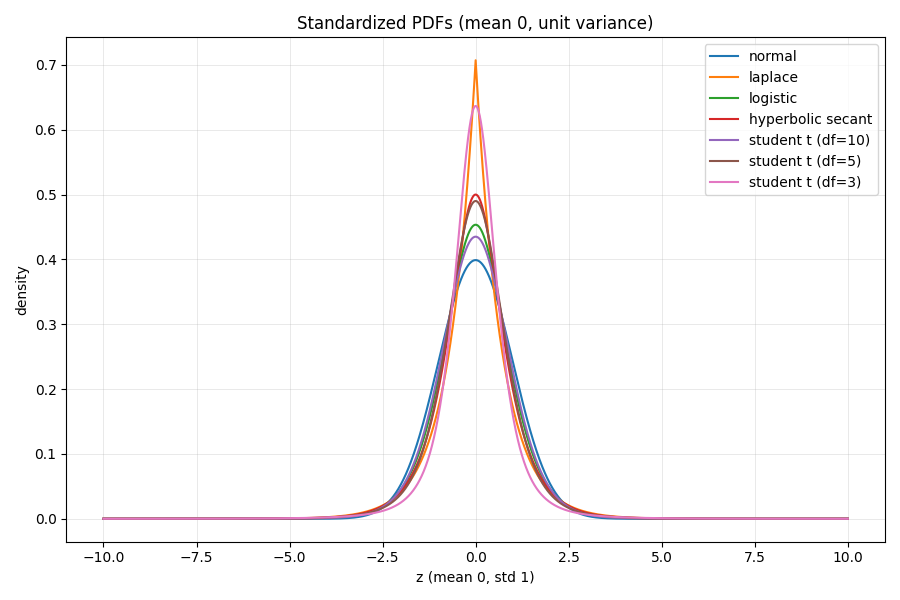 Standardized PDFs (mean 0, unit variance)
normal
laplace
logistic
hyperbolic secant
student t (df=10)
student t (df=5)
student t (df=3)
density
0.7
0.6
0.5
0.4
0.3
0.2
0.1
0.0
−10.0 −7.5 −5.0 −2.5 0.0 2.5 5.0 7.5 10.0
z (mean 0, std 1)